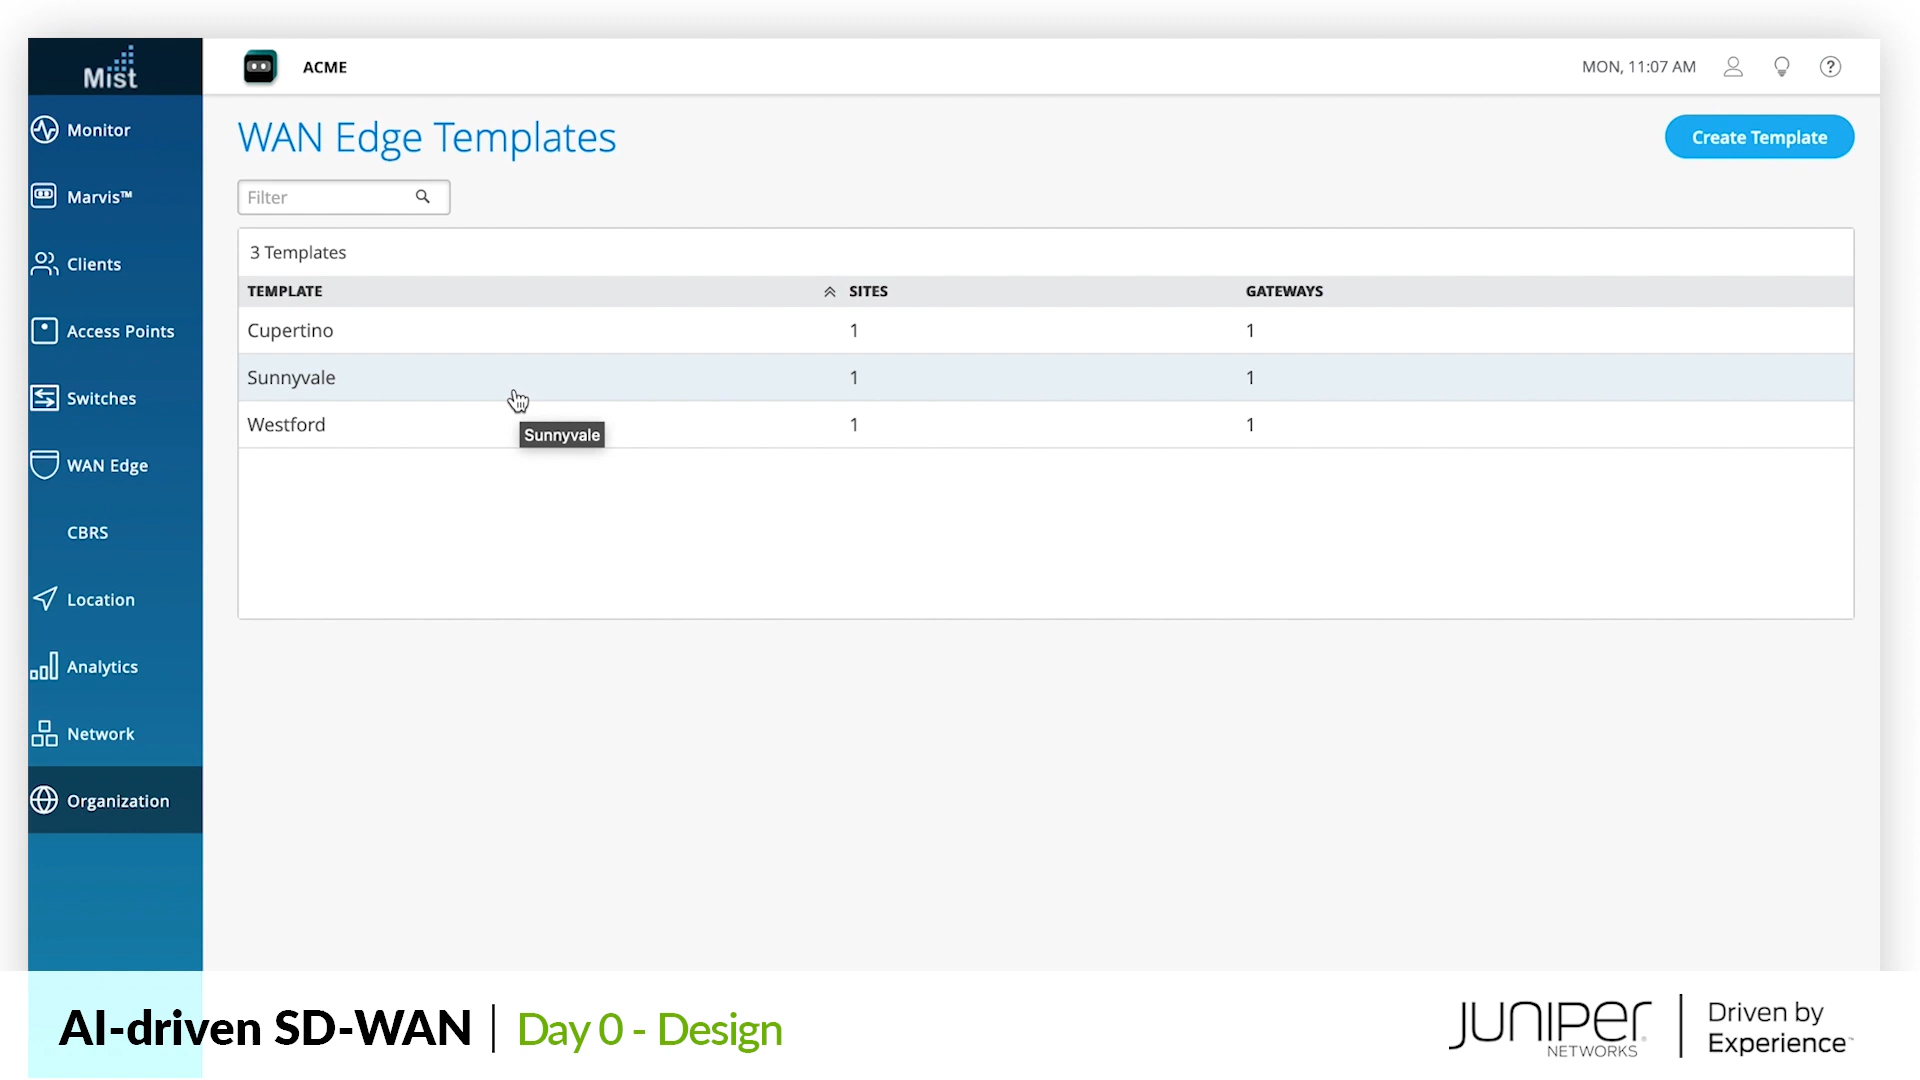 Mist
ACME
MON, 11:07 AM
Monitor
Marvis™
Clients
Access Points
Switches
WAN Edge
CBRS
Location
Analytics
Network
Organization
WAN Edge Templates
Create Template
Filter
3 Templates
TEMPLATE SITES GATEWAYS
Cupertino 1 1
Sunnyvale 1 1
Westford 1 1
Sunnyvale
AI-driven SD-WAN | Day 0 - Design
JUNIPER
NETWORKS
Driven by
Experience™